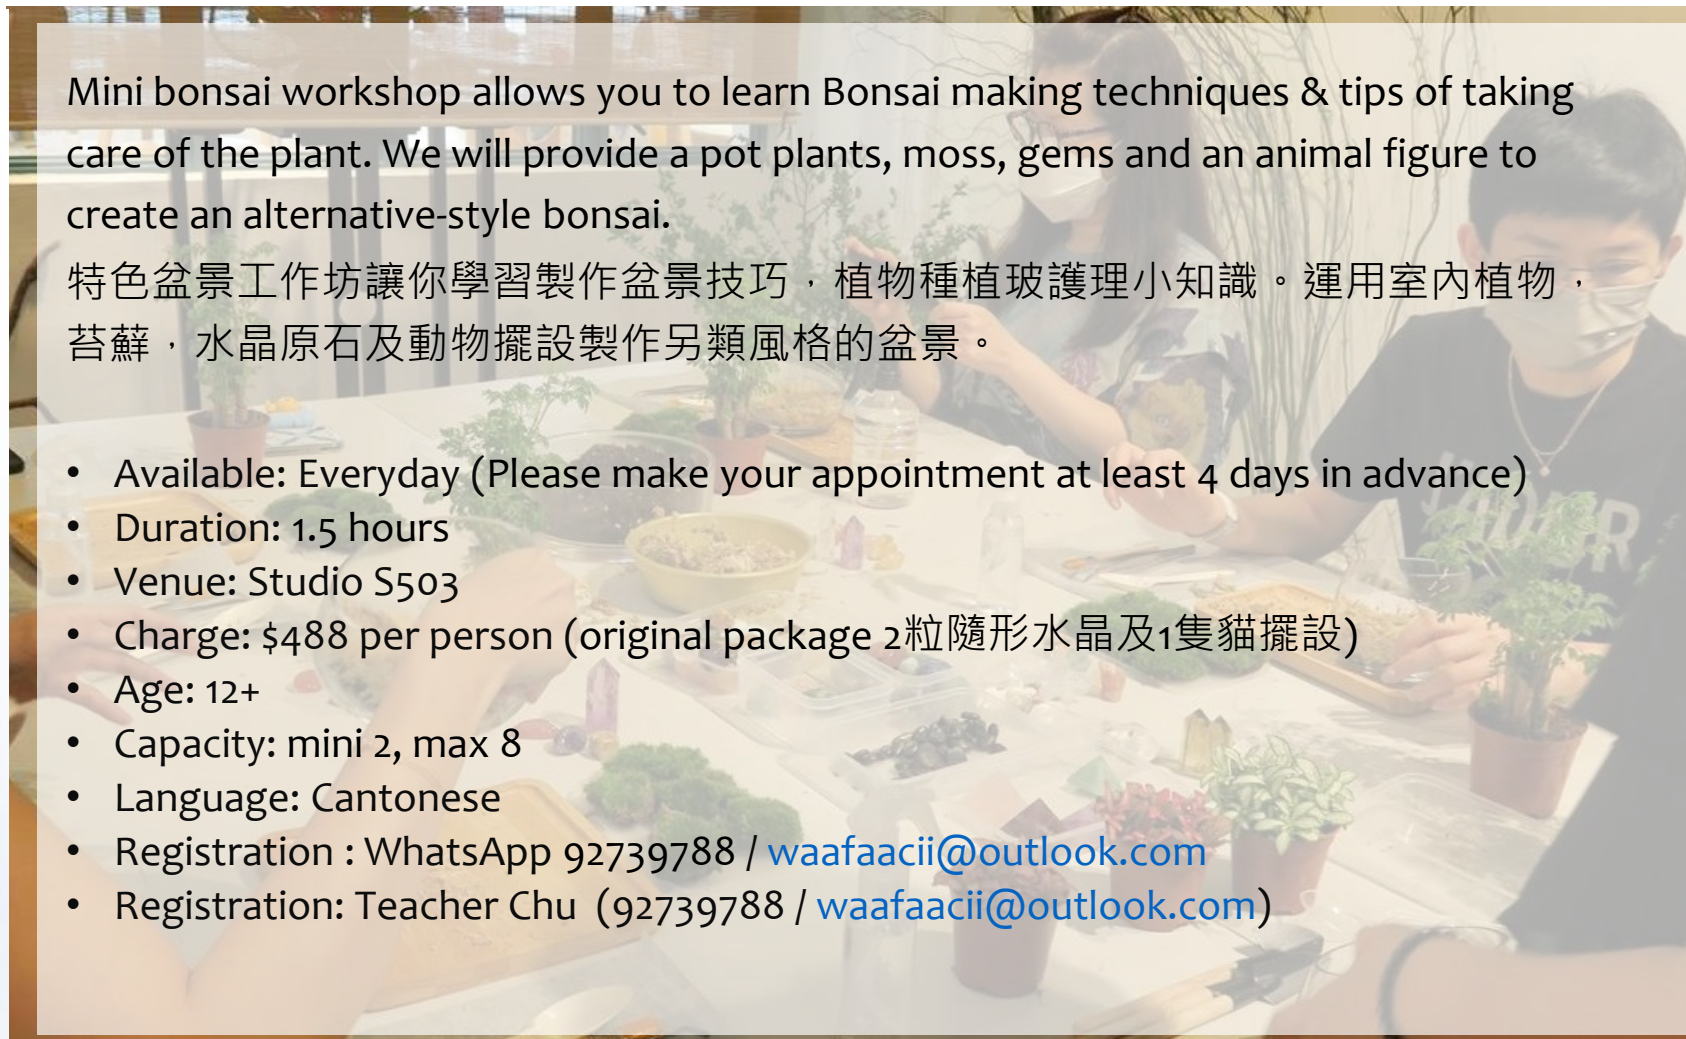 Mini bonsai workshop allows you to learn Bonsai making techniques & tips of taking
care of the plant. We will provide a pot plants, moss, gems and an animal figure to
create an alternative-style bonsai.
特色盆景工作坊讓你學習製作盆景技巧，植物種植玻護理小知識。運用室內植物，
苔蘚，水晶原石及動物擺設製作另類風格的盆景。
• Available: Everyday (Please make your appointment at least 4 days in advance)
• Duration: 1.5 hours
• Venue: Studio S503
• Charge: $488 per person (original package 2粒隨形水晶及1隻貓擺設)
• Age: 12+
• Capacity: mini 2, max 8
• Language: Cantonese
• Registration : WhatsApp 92739788 / waafaacii@outlook.com
• Registration: Teacher Chu (92739788 / waafaacii@outlook.com)